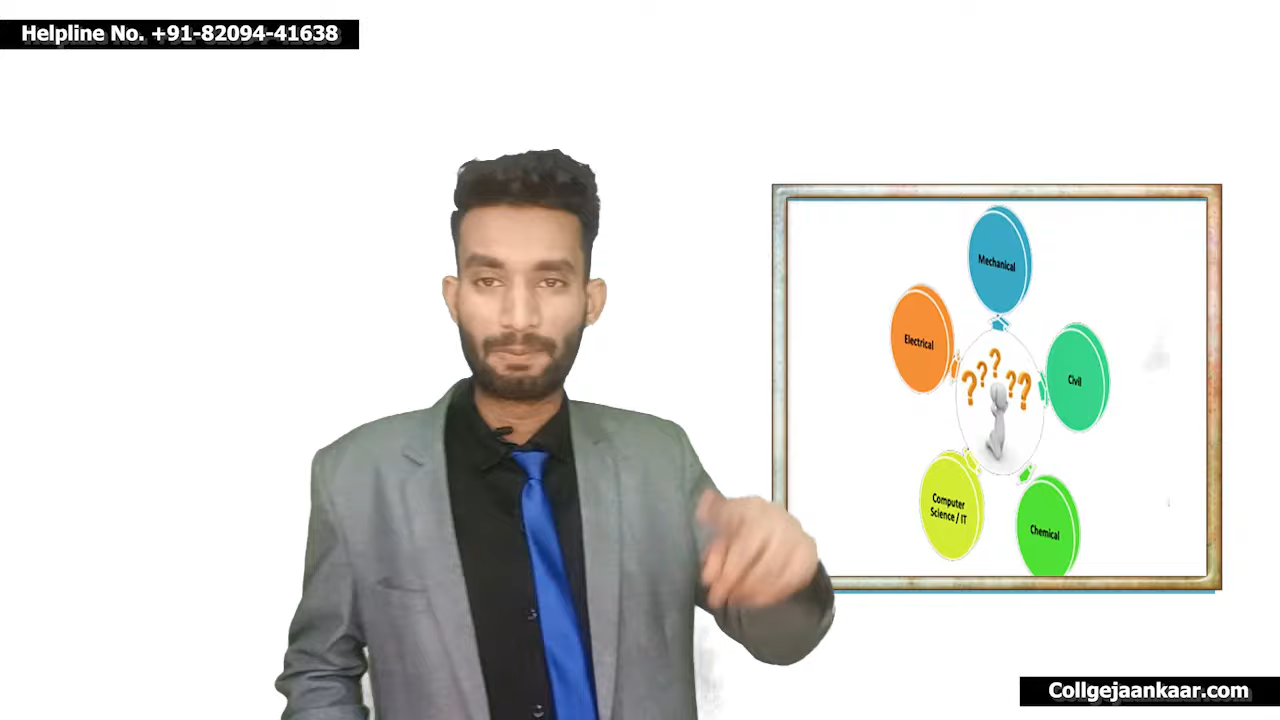 Helpline No. +91-82094-41638
Mechanical
Electrical
Civil
? ? ? ? ?
Computer
Science / IT
Chemical
Collgejaankaar.com